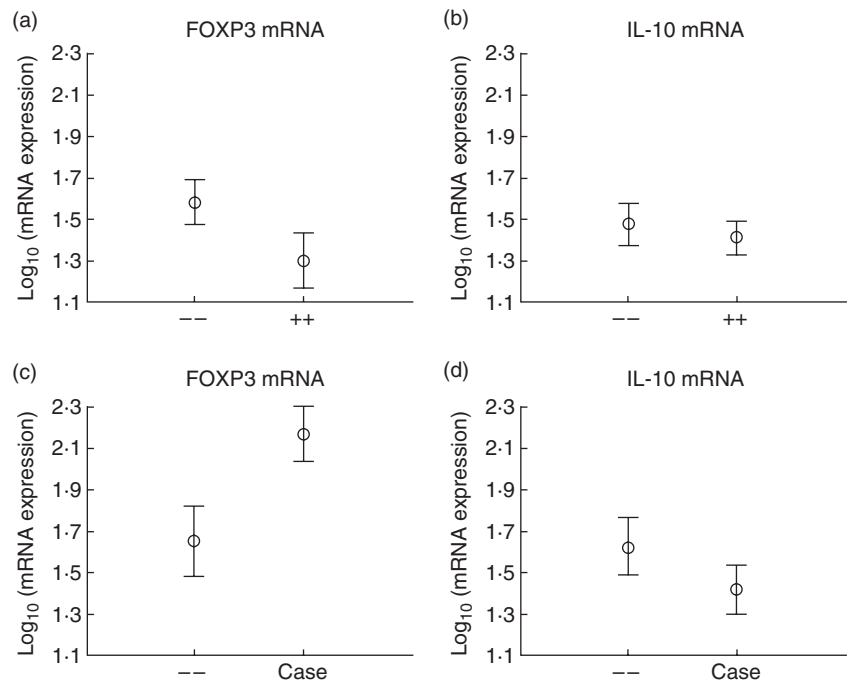 (a)
FOXP3 mRNA
Log₁₀ (mRNA expression)
2·3
2·1
1·9
1·7
1·5
1·3
1·1
−− ++
(b)
IL-10 mRNA
Log₁₀ (mRNA expression)
2·3
2·1
1·9
1·7
1·5
1·3
1·1
−− ++
(c)
FOXP3 mRNA
Log₁₀ (mRNA expression)
2·3
2·1
1·9
1·7
1·5
1·3
1·1
−− Case
(d)
IL-10 mRNA
Log₁₀ (mRNA expression)
2·3
2·1
1·9
1·7
1·5
1·3
1·1
−− Case